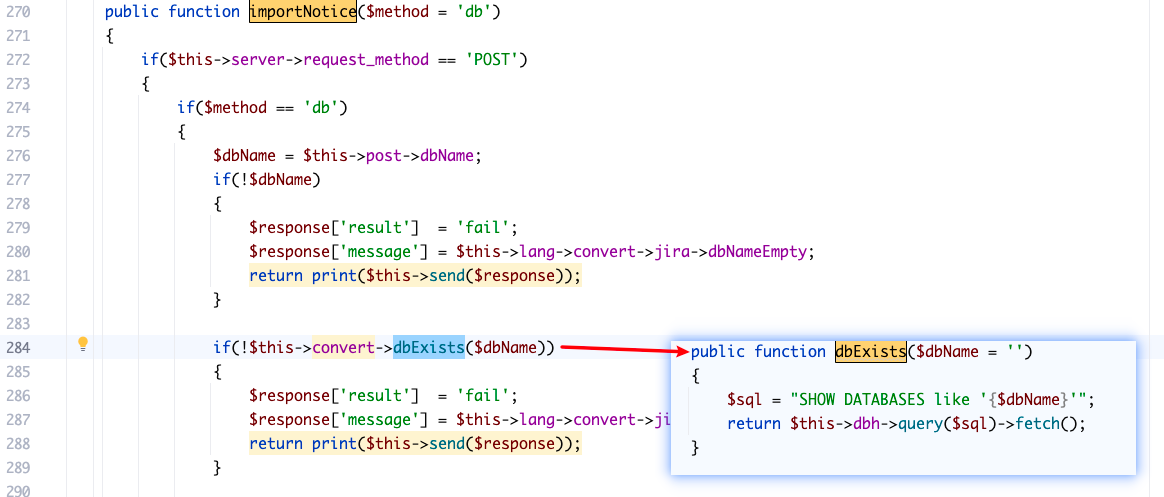 270 public function importNotice($method = 'db')
271 {
272 if($this->server->request_method == 'POST')
273 {
274 if($method == 'db')
275 {
276 $dbName = $this->post->dbName;
277 if(!$dbName)
278 {
279 $response['result']  = 'fail';
280 $response['message'] = $this->lang->convert->jira->dbNameEmpty;
281 return print($this->send($response));
282 }
283
284 if(!$this->convert->dbExists($dbName))
285 {
286 $response['result']  = 'fail';
287 $response['message'] = $this->lang->convert->ji
288 return print($this->send($response));
289 }
290
public function dbExists($dbName = '')
{
$sql = "SHOW DATABASES like '{$dbName}'";
return $this->dbh->query($sql)->fetch();
}